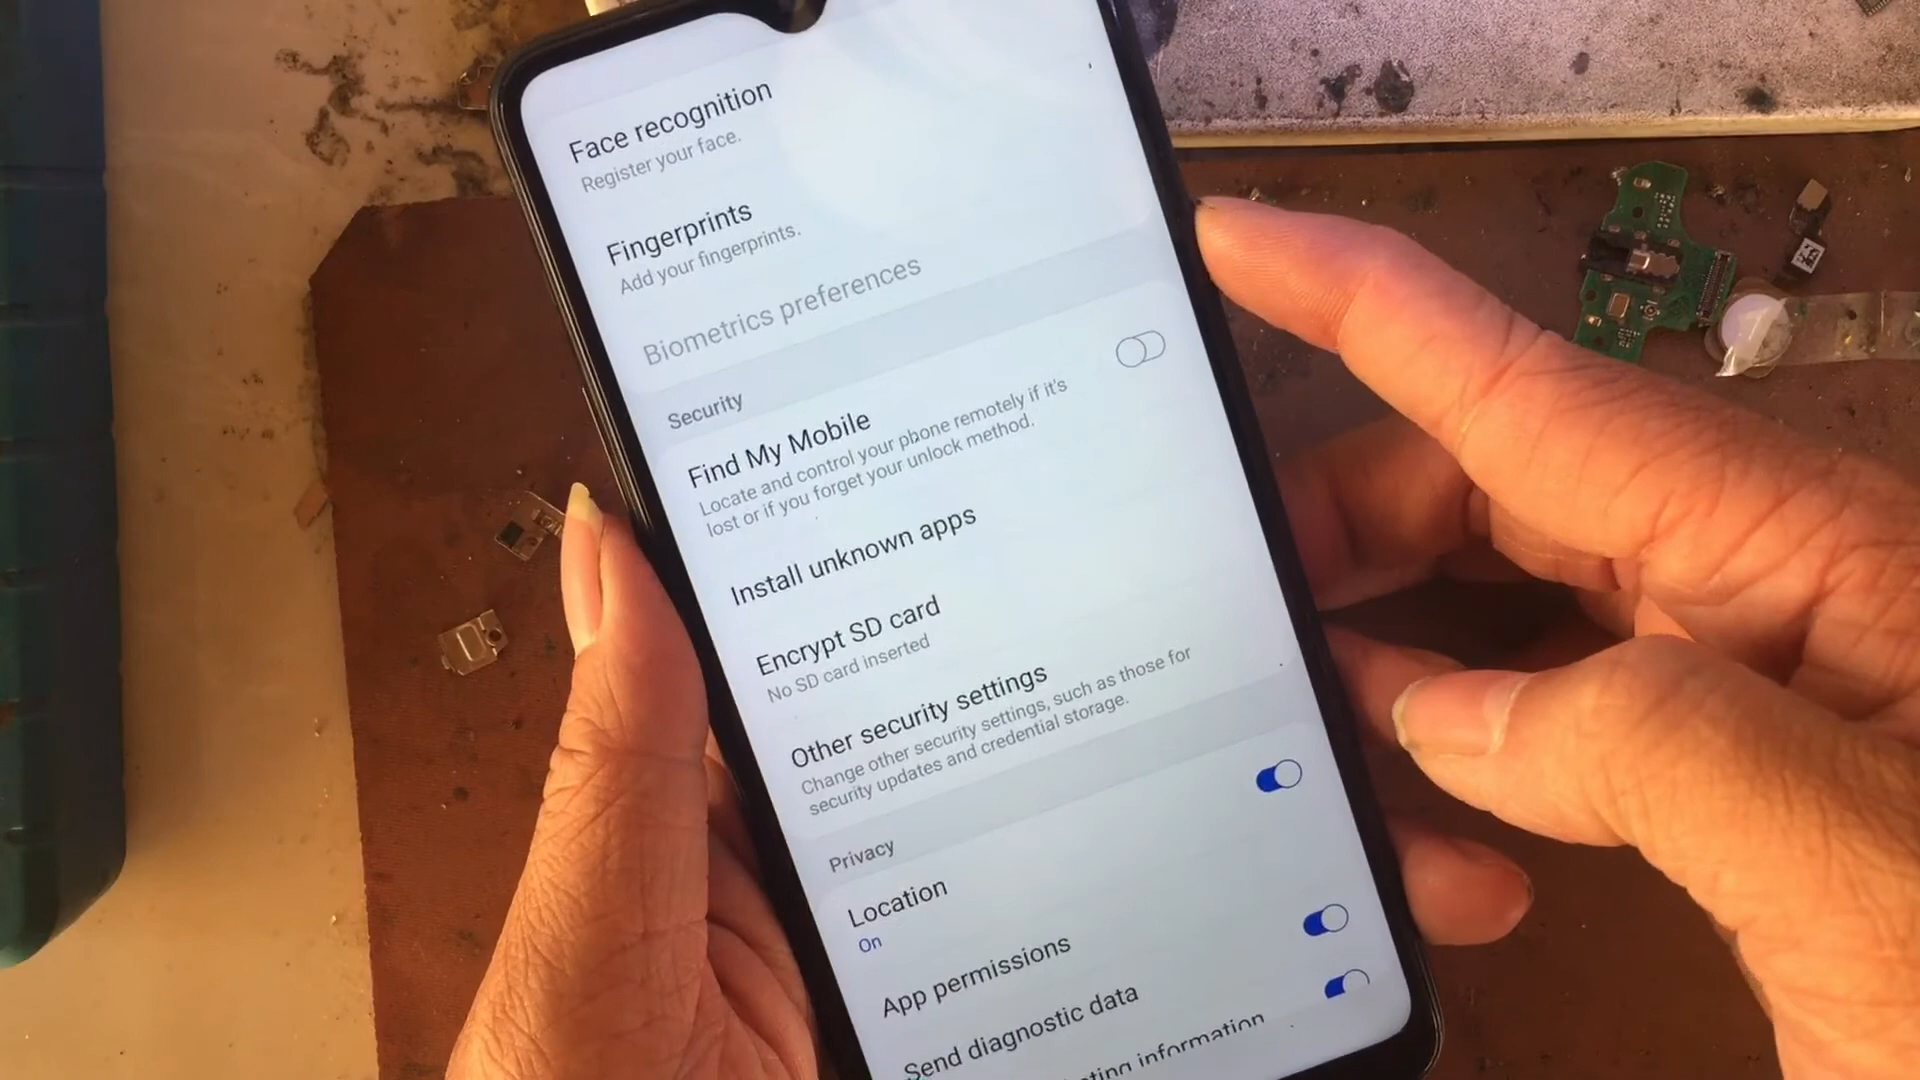 Face recognition
Register your face.
Fingerprints
Add your fingerprints.
Biometrics preferences
Security
Find My Mobile
Locate and control your phone remotely if it's
lost or if you forget your unlock method.
Install unknown apps
Encrypt SD card
No SD card inserted
Other security settings
Change other security settings, such as those for
security updates and credential storage.
Privacy
Location
On
App permissions
Send diagnostic data
information